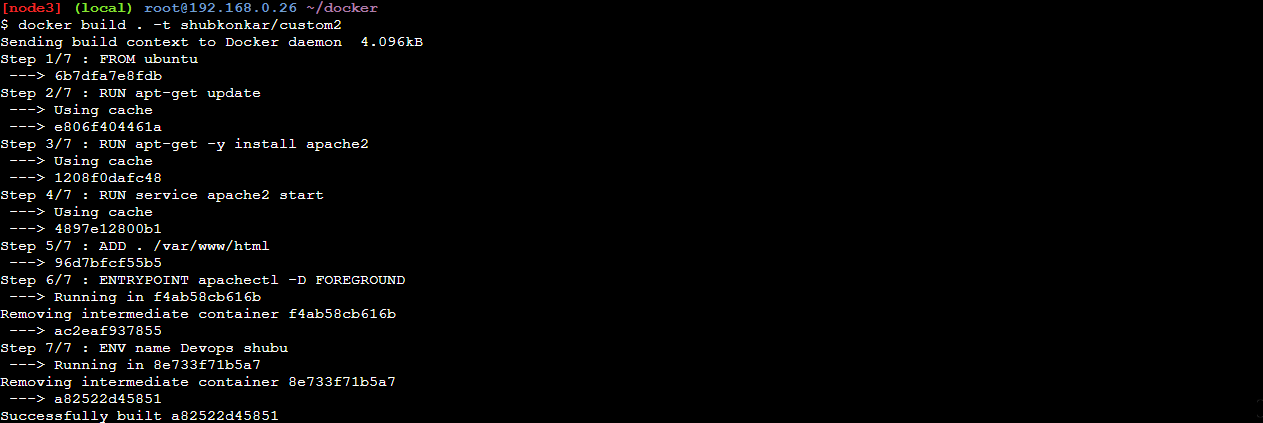 [node3] (local) root@192.168.0.26 ~/docker
$ docker build . -t shubkonkar/custom2
Sending build context to Docker daemon  4.096kB
Step 1/7 : FROM ubuntu
 ---> 6b7dfa7e8fdb
Step 2/7 : RUN apt-get update
 ---> Using cache
 ---> e806f404461a
Step 3/7 : RUN apt-get -y install apache2
 ---> Using cache
 ---> 1208f0dafc48
Step 4/7 : RUN service apache2 start
 ---> Using cache
 ---> 4897e12800b1
Step 5/7 : ADD . /var/www/html
 ---> 96d7bfcf55b5
Step 6/7 : ENTRYPOINT apachectl -D FOREGROUND
 ---> Running in f4ab58cb616b
Removing intermediate container f4ab58cb616b
 ---> ac2eaf937855
Step 7/7 : ENV name Devops shubu
 ---> Running in 8e733f71b5a7
Removing intermediate container 8e733f71b5a7
 ---> a82522d45851
Successfully built a82522d45851